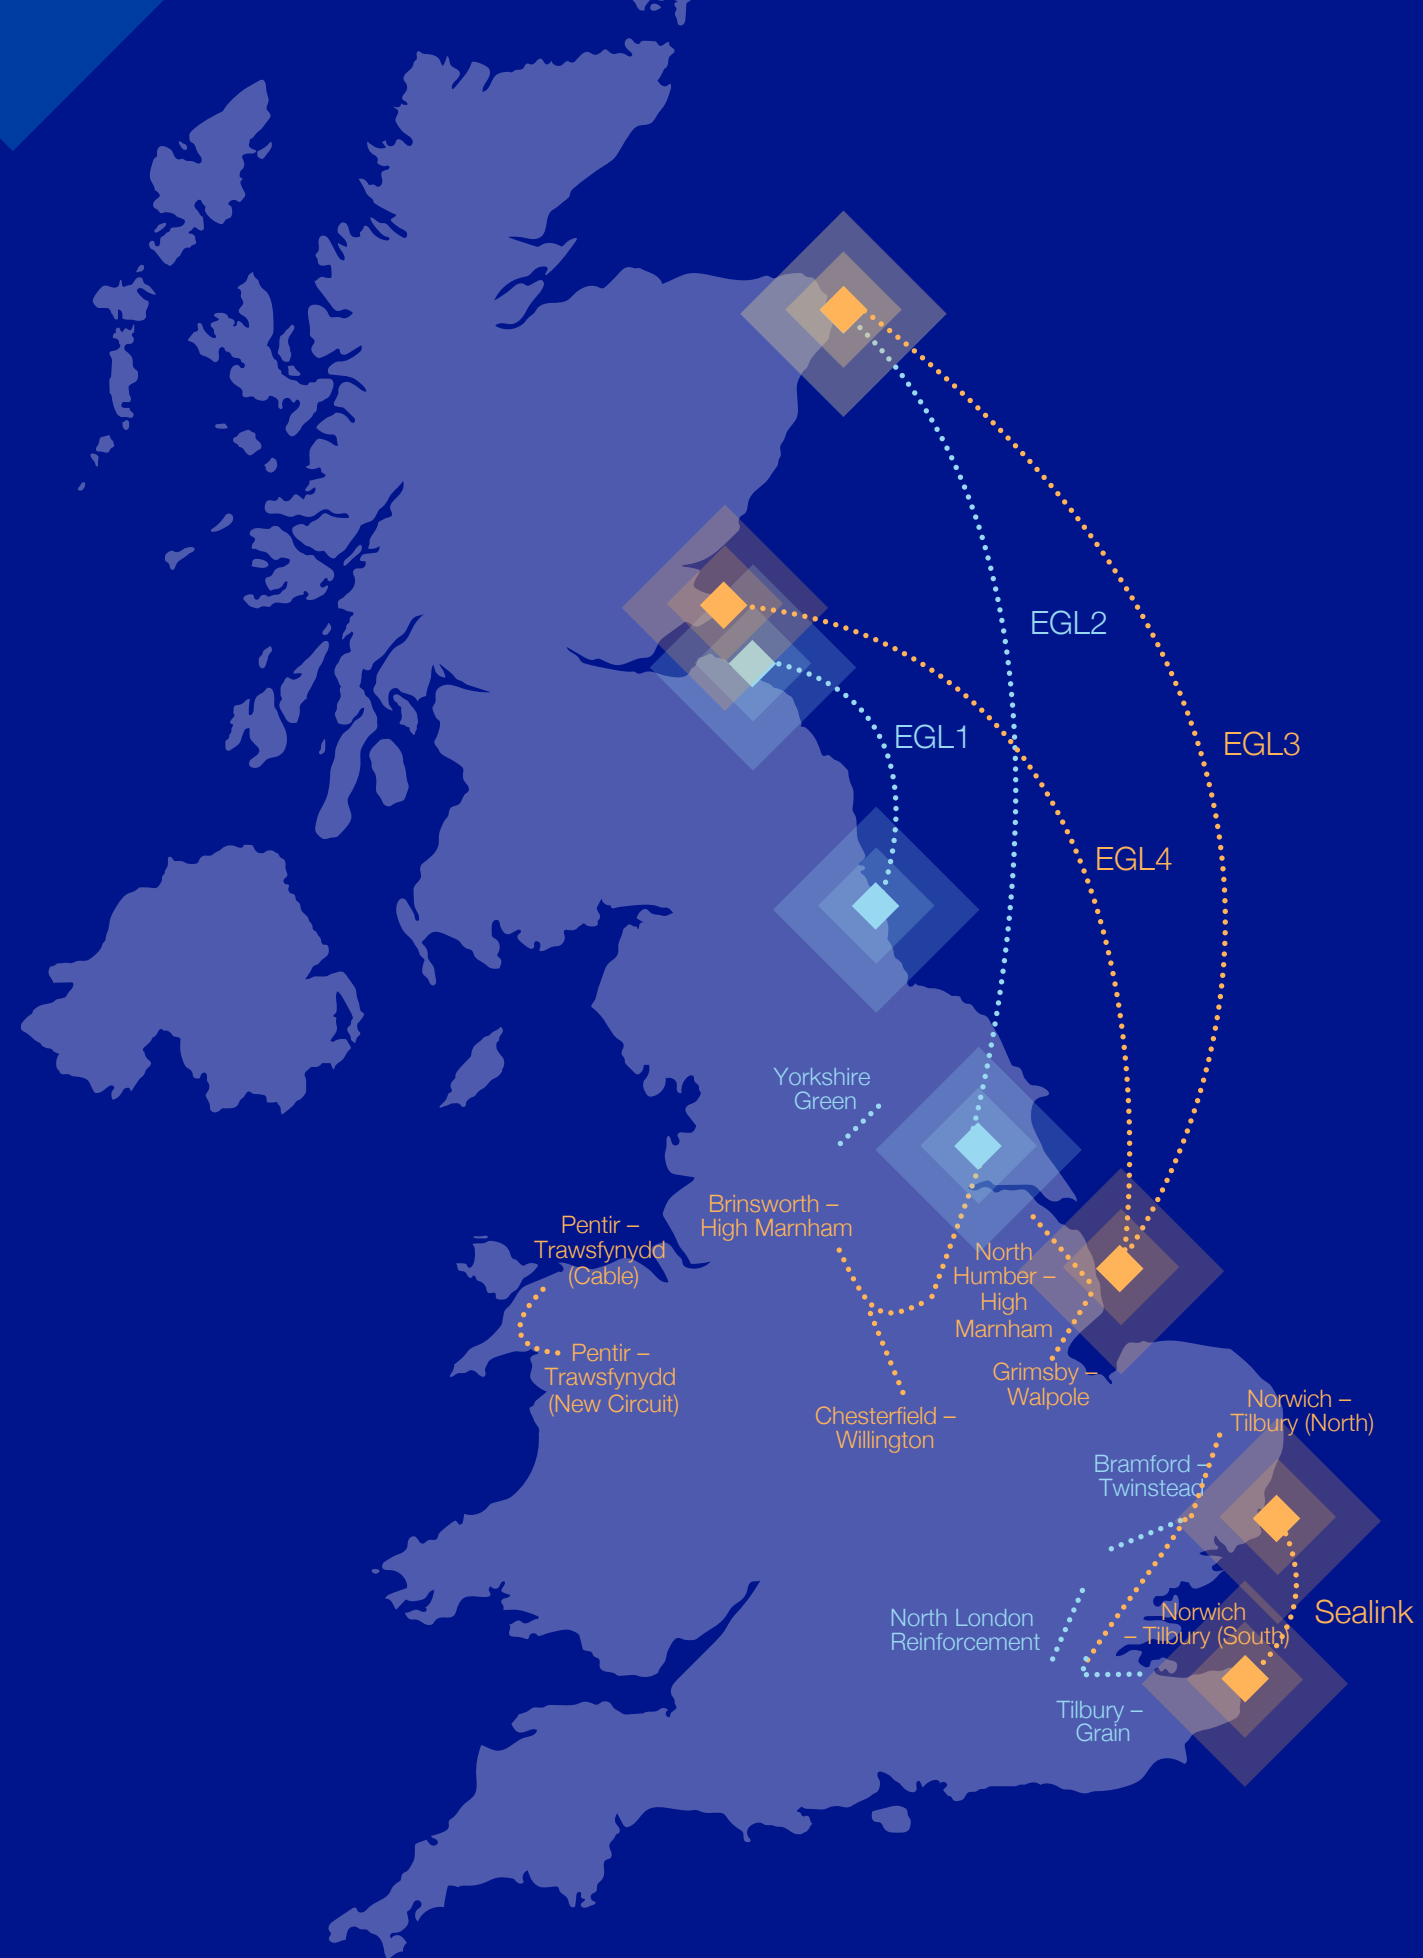 EGL2
EGL1
EGL3
EGL4
Yorkshire
Green
Brinsworth –
High Marnham
Pentir –
Trawsfynydd
(Cable)
North
Humber –
High
Marnham
Pentir –
Trawsfynydd
(New Circuit)
Grimsby –
Walpole
Chesterfield –
Willington
Norwich –
Tilbury (North)
Bramford –
Twinstead
North London
Reinforcement
Norwich
– Tilbury (South)
Sealink
Tilbury –
Grain